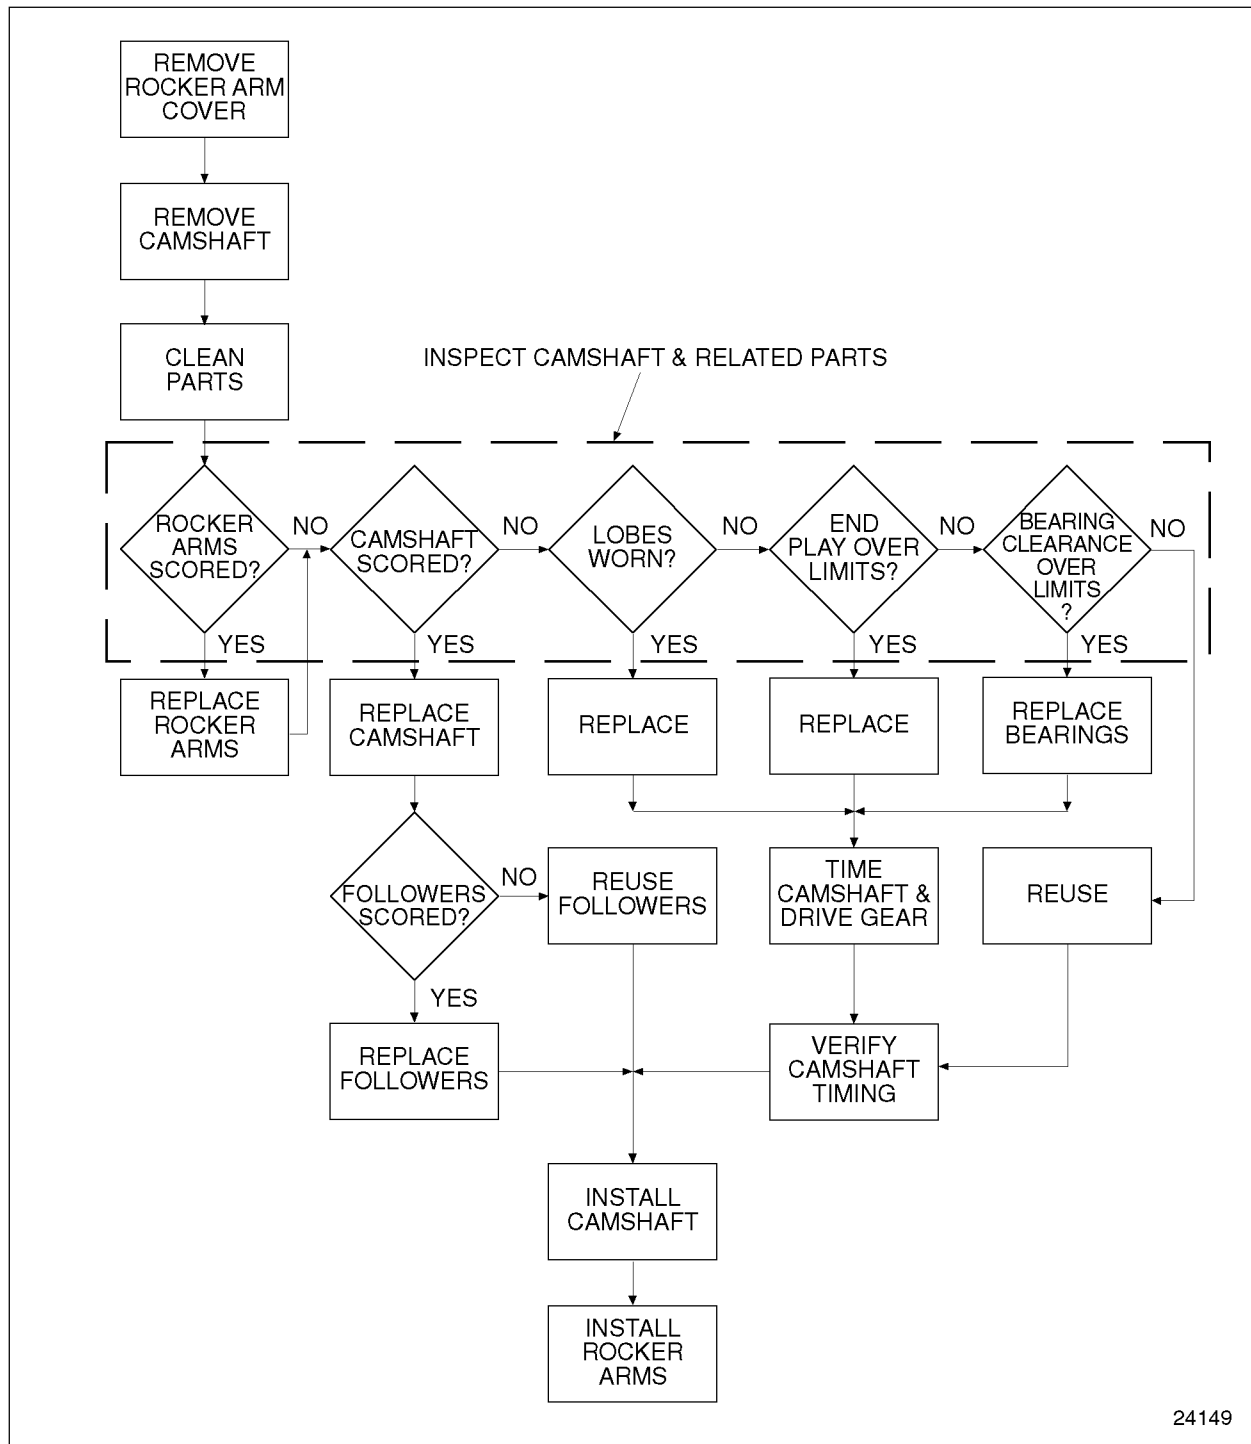 REMOVE
ROCKER ARM
COVER
REMOVE
CAMSHAFT
CLEAN
PARTS
INSPECT CAMSHAFT & RELATED PARTS
ROCKER
ARMS
SCORED?
NO
CAMSHAFT
SCORED?
NO
LOBES
WORN?
NO
END
PLAY OVER
LIMITS?
NO
BEARING
CLEARANCE
OVER
LIMITS
?
NO
YES
YES
YES
YES
YES
REPLACE
ROCKER
ARMS
REPLACE
CAMSHAFT
REPLACE
REPLACE
REPLACE
BEARINGS
FOLLOWERS
SCORED?
NO
REUSE
FOLLOWERS
TIME
CAMSHAFT &
DRIVE GEAR
REUSE
YES
REPLACE
FOLLOWERS
VERIFY
CAMSHAFT
TIMING
INSTALL
CAMSHAFT
INSTALL
ROCKER
ARMS
24149